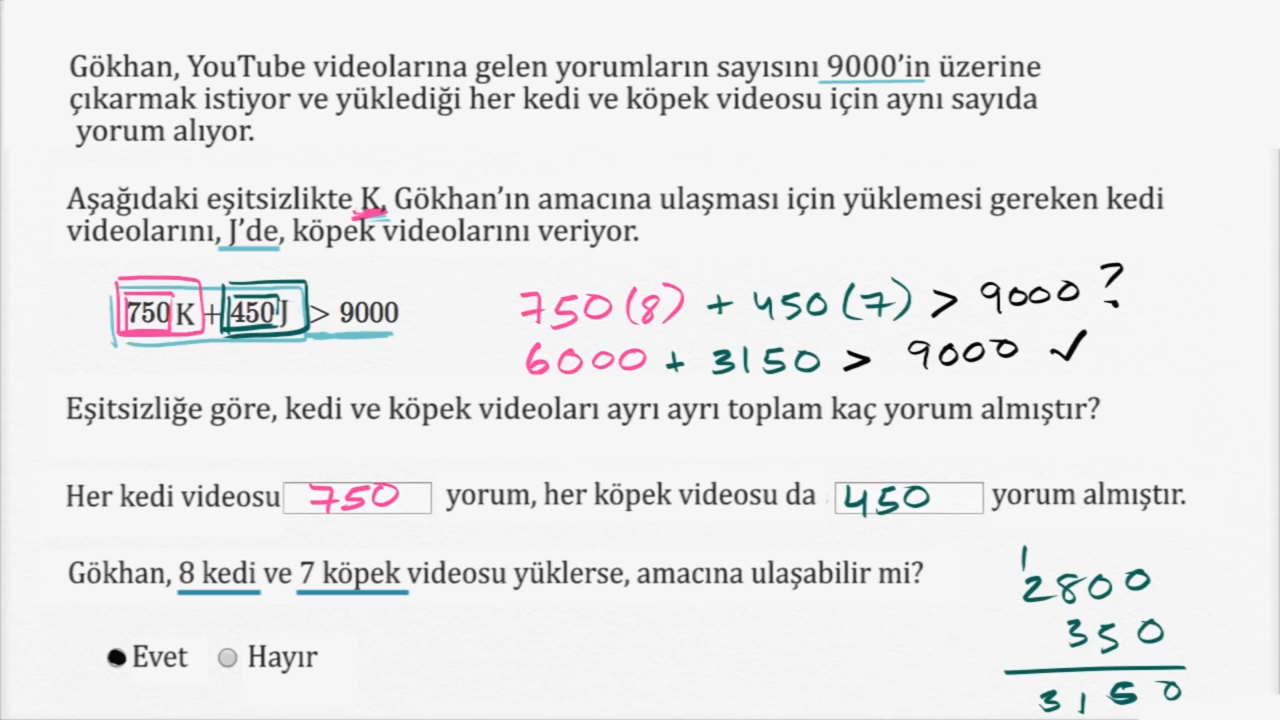 Gökhan, YouTube videolarına gelen yorumların sayısını 9000'in üzerine
çıkarmak istiyor ve yüklediği her kedi ve köpek videosu için aynı sayıda
yorum alıyor.
Aşağıdaki eşitsizlikte K, Gökhan'ın amacına ulaşması için yüklemesi gereken kedi
videolarını, J'de, köpek videolarını veriyor.
750 K + 450 J > 9000
750 (8) + 450 (7) > 9000 ?
6000 + 3150 > 9000 ✓
Eşitsizliğe göre, kedi ve köpek videoları ayrı ayrı toplam kaç yorum almıştır?
Her kedi videosu 750 yorum, her köpek videosu da 450 yorum almıştır.
Gökhan, 8 kedi ve 7 köpek videosu yüklerse, amacına ulaşabilir mi?
Evet Hayır
1
2800
350
3150